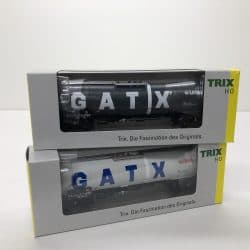 GATX
TRIX
H0
Trix. Die Faszination des Originals.
GATX
TRIX
H0
Trix. Die Faszination des Originals.